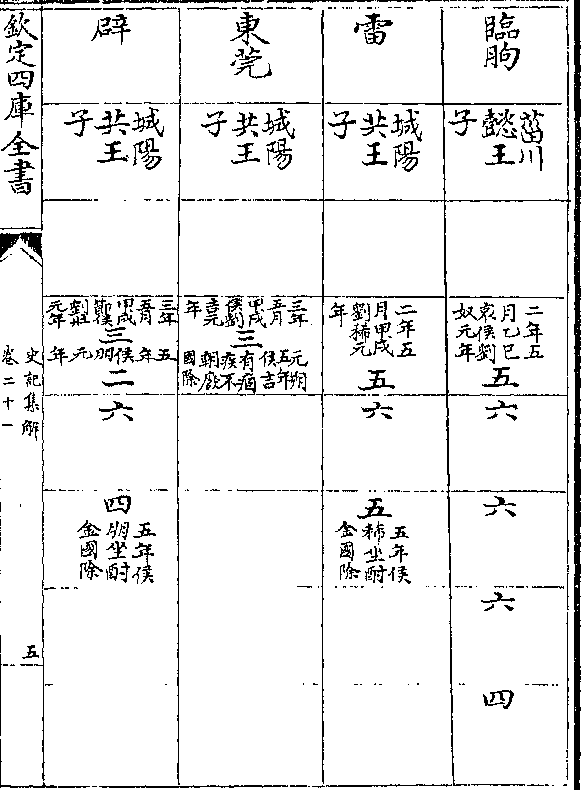 臨朐
菑川
懿王
子
二年五
月乙巳
哀侯劉
奴元年
五
六
六
六
四
雷
城陽
共王
子
二年五
月甲戌
劉稀元
年
五
六
五
五年侯
稀坐酎
金國除
東莞
城陽
共王
子
三年
五月
甲戌
侯劉
吉元
年
三
元朔
五年
侯吉
有痼
疾不
朝廢
國除
辟
城陽
共王
子
三年
五月
甲戌
節侯
劉壯
元年
三
五
年
侯
朋
元
年
二
六
四
五年侯
朋坐酎
金國除
欽定四庫全書
史記集解
卷二十一
五